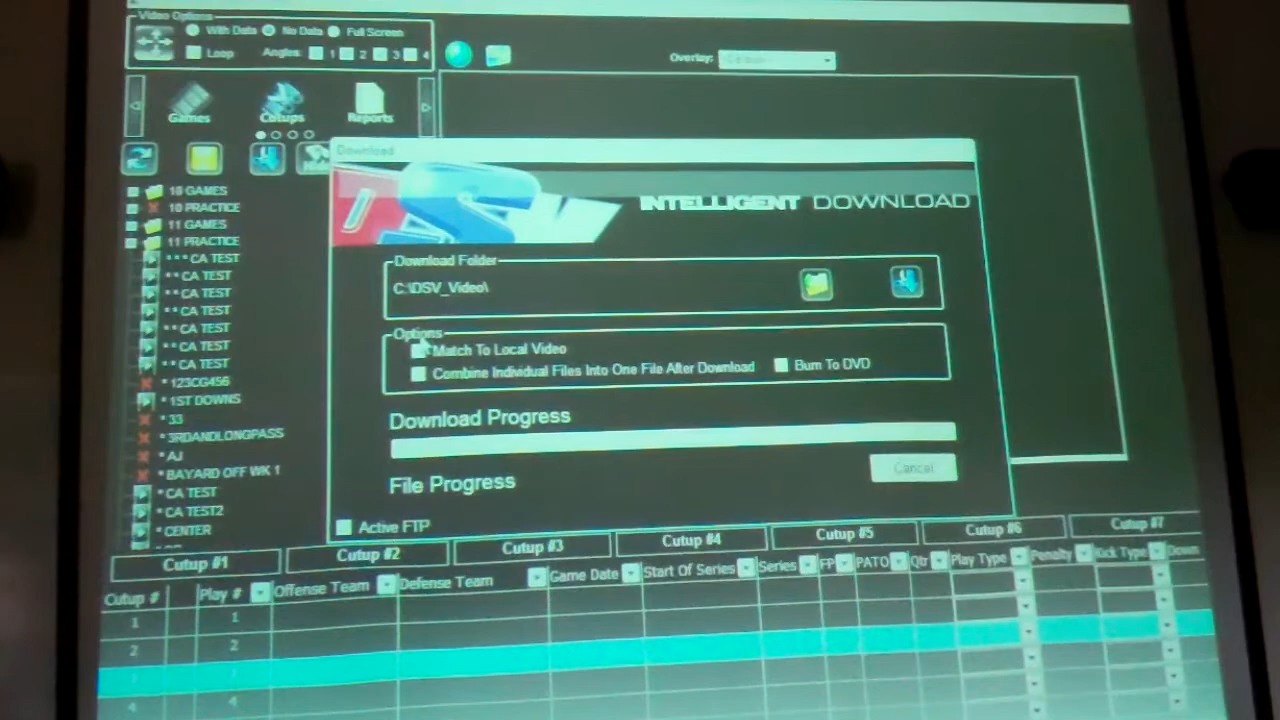 Video Options
With Data No Data Full Screen
Loop Angles: 1 2 3 4
Overlay:
Games Cutups Reports
Download
INTELLIGENT DOWNLOAD
10 GAMES
10 PRACTICE
11 GAMES
11 PRACTICE
* * * CA TEST
* * CA TEST
* * CA TEST
* * CA TEST
* * CA TEST
* * CA TEST
* * CA TEST
* 123CG456
* 1ST DOWNS
* 33
* 3RDANDLONGPASS
* AJ
* BAYARD OFF WK 1
* CA TEST
* CA TEST2
* CENTER
Download Folder
C:\DSV_Video\
Options
Match To Local Video
Combine Individual Files Into One File After Download Burn To DVD
Download Progress
Cancel
File Progress
Active FTP
Cutup #1 Cutup #2 Cutup #3 Cutup #4 Cutup #5 Cutup #6 Cutup #7
Cutup # Play # Offense Team Defense Team Game Date Start Of Series Series FP PATO Qtr Play Type Penalty Kick Type Down
1 1
2 2
4 4